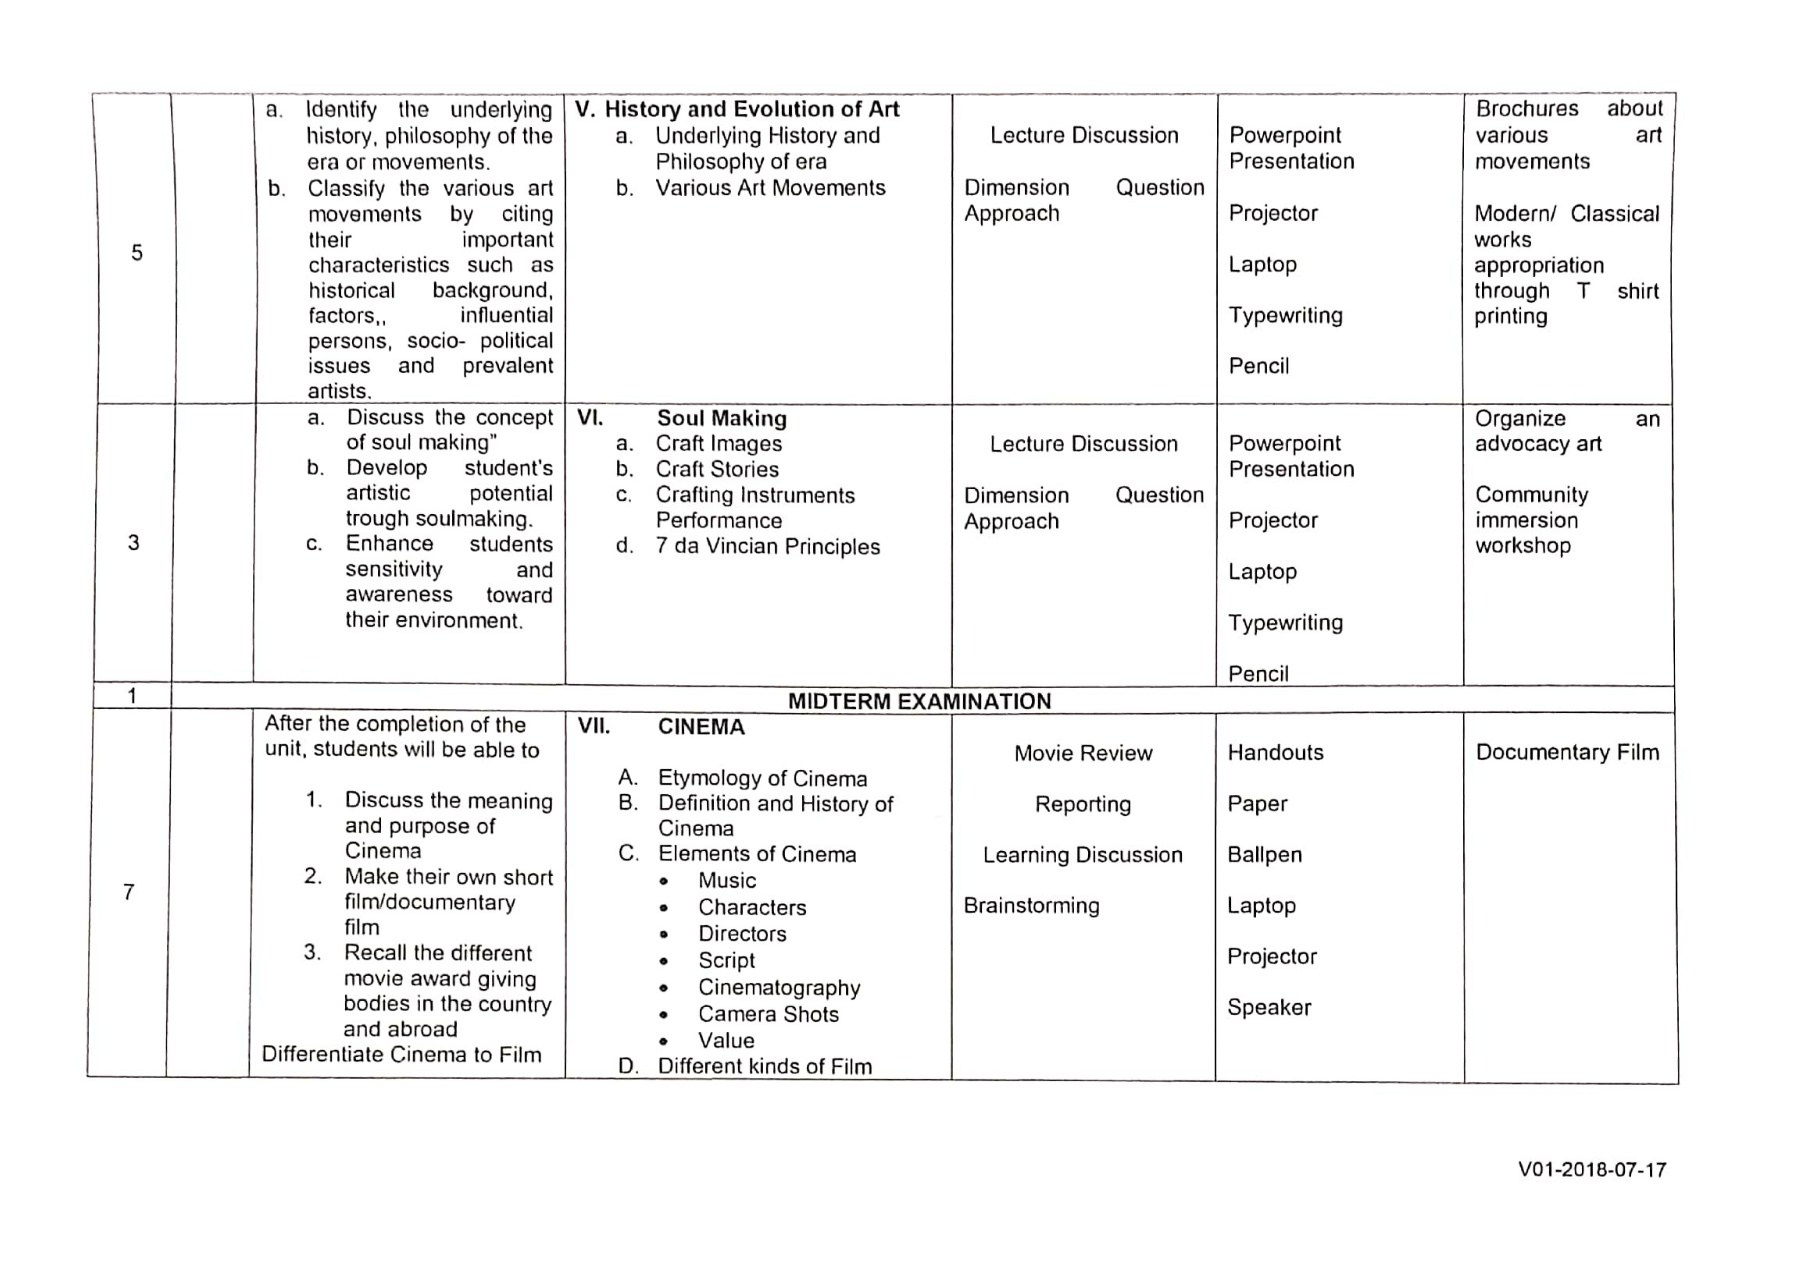 5
a. Identify the underlying
history, philosophy of the
era or movements.
b. Classify the various art
movements by citing
their important
characteristics such as
historical background,
factors,, influential
persons, socio- political
issues and prevalent
artists.
V. History and Evolution of Art
a. Underlying History and
Philosophy of era
b. Various Art Movements
Lecture Discussion
Dimension Question
Approach
Powerpoint
Presentation
Projector
Laptop
Typewriting
Pencil
Brochures about
various art
movements
Modern/ Classical
works
appropriation
through T shirt
printing
3
a. Discuss the concept
of soul making”
b. Develop student's
artistic potential
trough soulmaking.
c. Enhance students
sensitivity and
awareness toward
their environment.
VI. Soul Making
a. Craft Images
b. Craft Stories
c. Crafting Instruments
Performance
d. 7 da Vincian Principles
Lecture Discussion
Dimension Question
Approach
Powerpoint
Presentation
Projector
Laptop
Typewriting
Pencil
Organize an
advocacy art
Community
immersion
workshop
1
MIDTERM EXAMINATION
7
After the completion of the
unit, students will be able to
1. Discuss the meaning
and purpose of
Cinema
2. Make their own short
film/documentary
film
3. Recall the different
movie award giving
bodies in the country
and abroad
Differentiate Cinema to Film
VII. CINEMA
A. Etymology of Cinema
B. Definition and History of
Cinema
C. Elements of Cinema
• Music
• Characters
• Directors
• Script
• Cinematography
• Camera Shots
• Value
D. Different kinds of Film
Movie Review
Reporting
Learning Discussion
Brainstorming
Handouts
Paper
Ballpen
Laptop
Projector
Speaker
Documentary Film
V01-2018-07-17